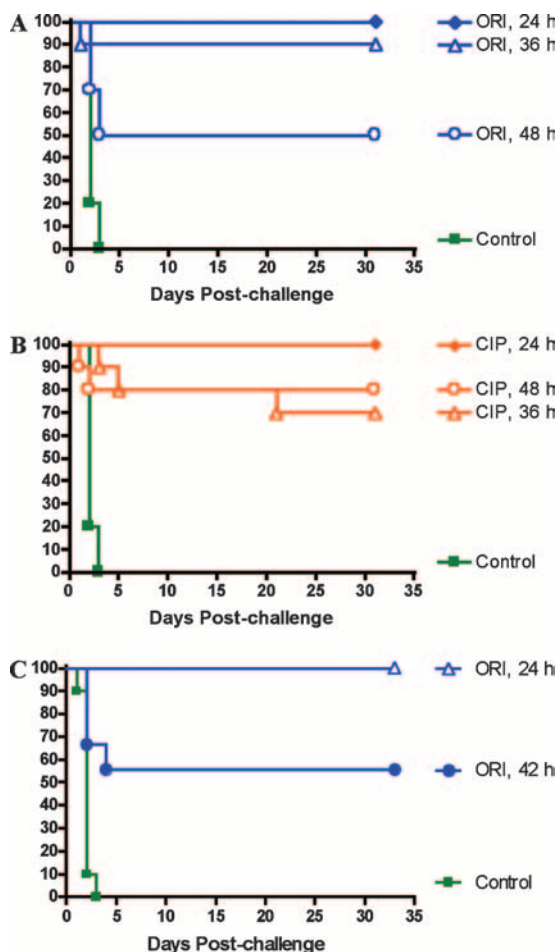 A
100
90
80
70
60
50
40
30
20
10
0
0 5 10 15 20 25 30 35
Days Post-challenge
ORI, 24 h
ORI, 36 h
ORI, 48 h
Control
B
100
90
80
70
60
50
40
30
20
10
0
0 5 10 15 20 25 30 35
Days Post-challenge
CIP, 24 h
CIP, 48 h
CIP, 36 h
Control
C
100
90
80
70
60
50
40
30
20
10
0
0 5 10 15 20 25 30 35
Days Post-challenge
ORI, 24 h
ORI, 42 h
Control